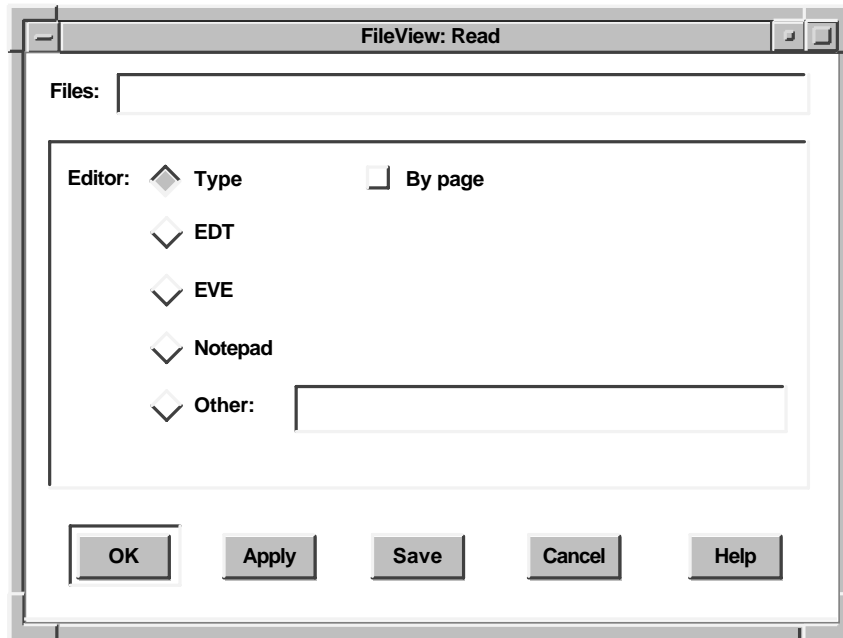 FileView: Read
Files:
Editor: Type By page
EDT
EVE
Notepad
Other:
OK Apply Save Cancel Help